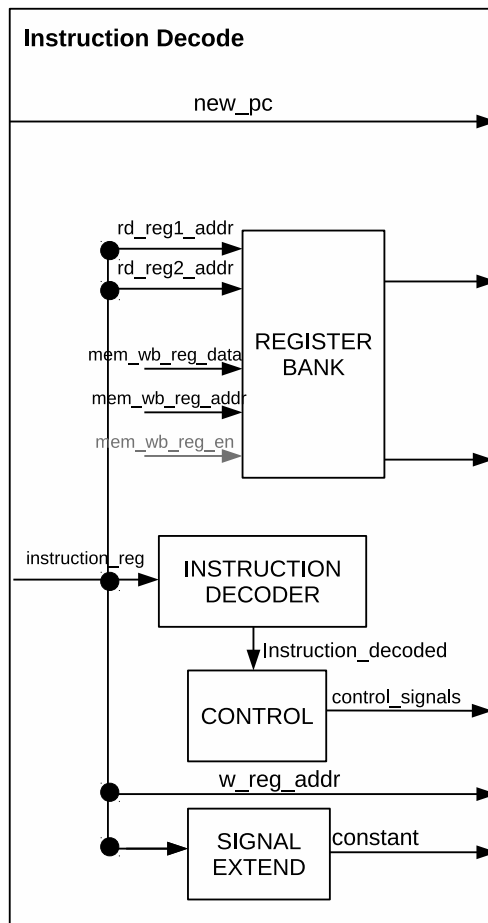 Instruction Decode
new_pc
rd_reg1_addr
rd_reg2_addr
REGISTER
BANK
mem_wb_reg_data
mem_wb_reg_addr
mem_wb_reg_en
instruction_reg
INSTRUCTION
DECODER
Instruction_decoded
CONTROL
control_signals
w_reg_addr
SIGNAL
EXTEND
constant